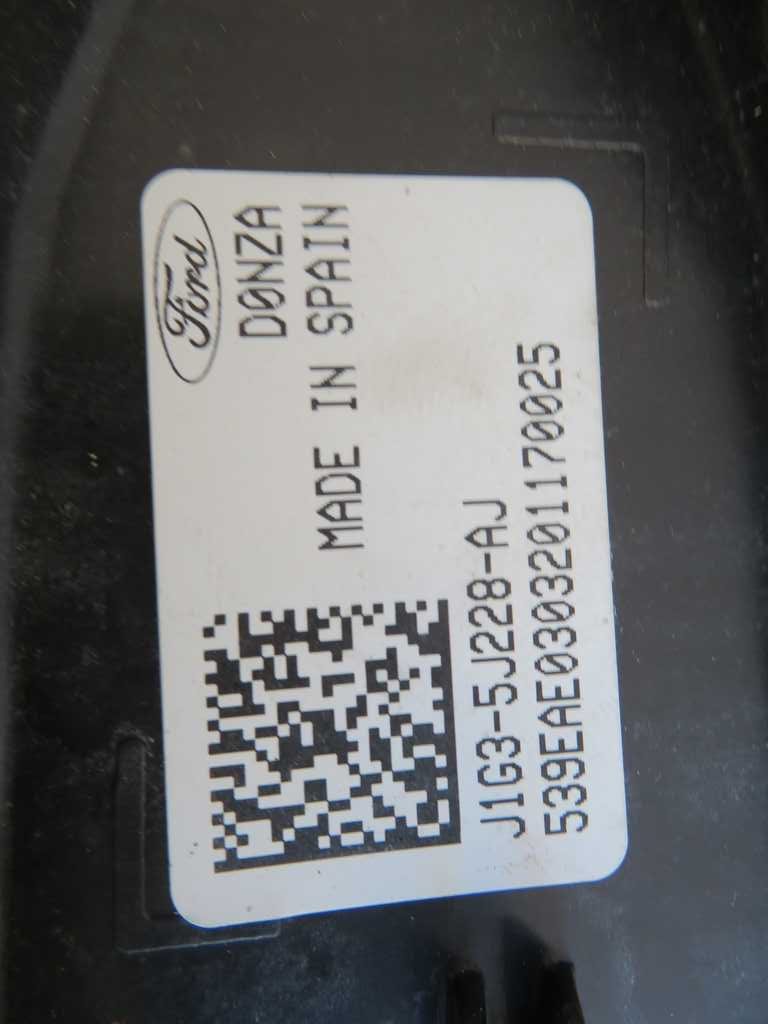 Ford
D0NZA
MADE IN SPAIN
J1G3-5J228-AJ
539EAE0303201170025